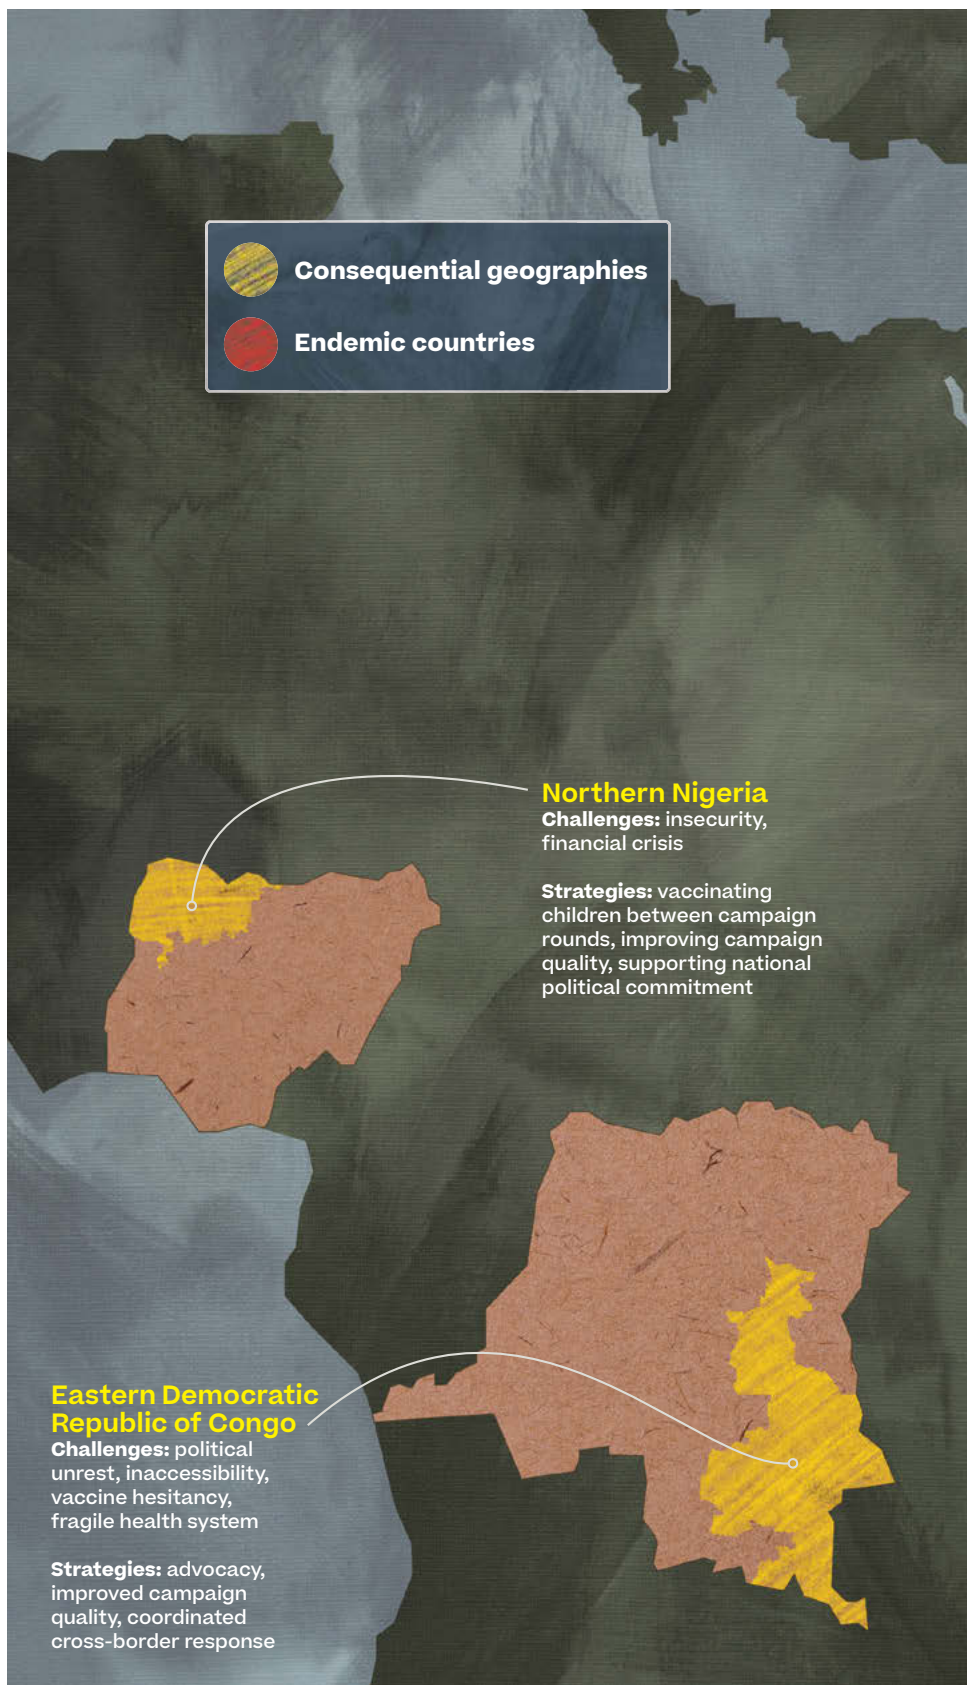 Consequential geographies
Endemic countries
Northern Nigeria
Challenges: insecurity,
financial crisis
Strategies: vaccinating
children between campaign
rounds, improving campaign
quality, supporting national
political commitment
Eastern Democratic
Republic of Congo
Challenges: political
unrest, inaccessibility,
vaccine hesitancy,
fragile health system
Strategies: advocacy,
improved campaign
quality, coordinated
cross-border response